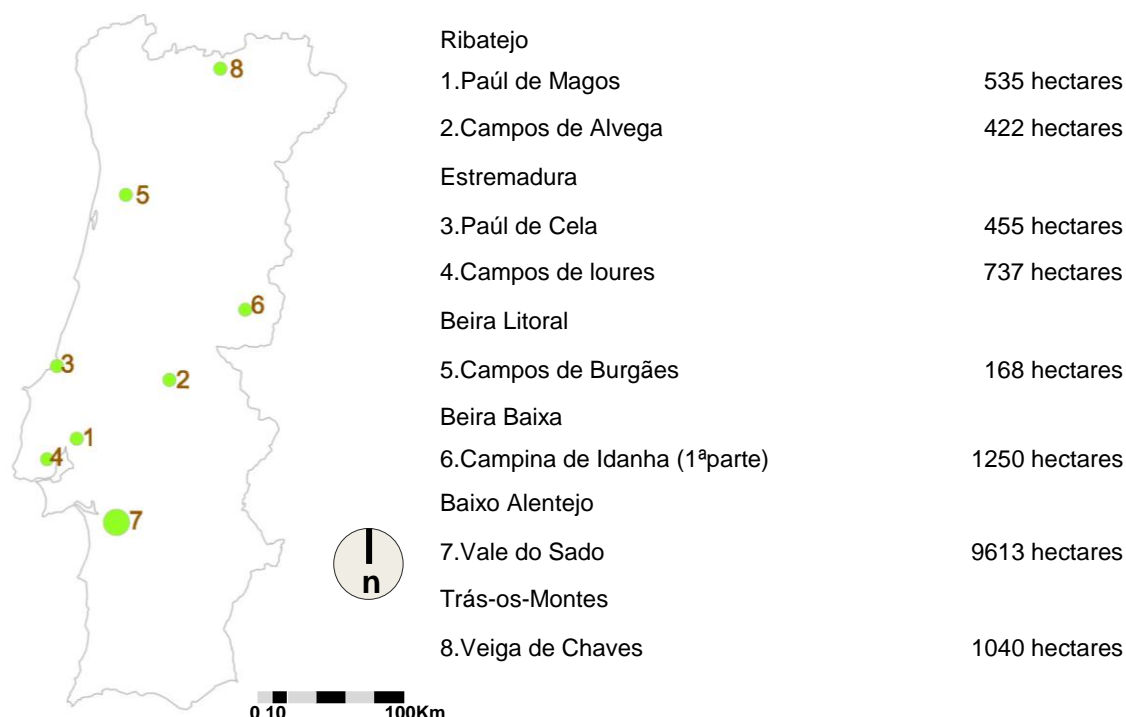 Ribatejo
1.Paúl de Magos 535 hectares
2.Campos de Alvega 422 hectares
Estremadura
3.Paúl de Cela 455 hectares
4.Campos de loures 737 hectares
Beira Litoral
5.Campos de Burgães 168 hectares
Beira Baixa
6.Campina de Idanha (1ªparte) 1250 hectares
Baixo Alentejo
7.Vale do Sado 9613 hectares
Trás-os-Montes
8.Veiga de Chaves 1040 hectares
8
5
6
3
2
1
4
7
n
0 10 100Km